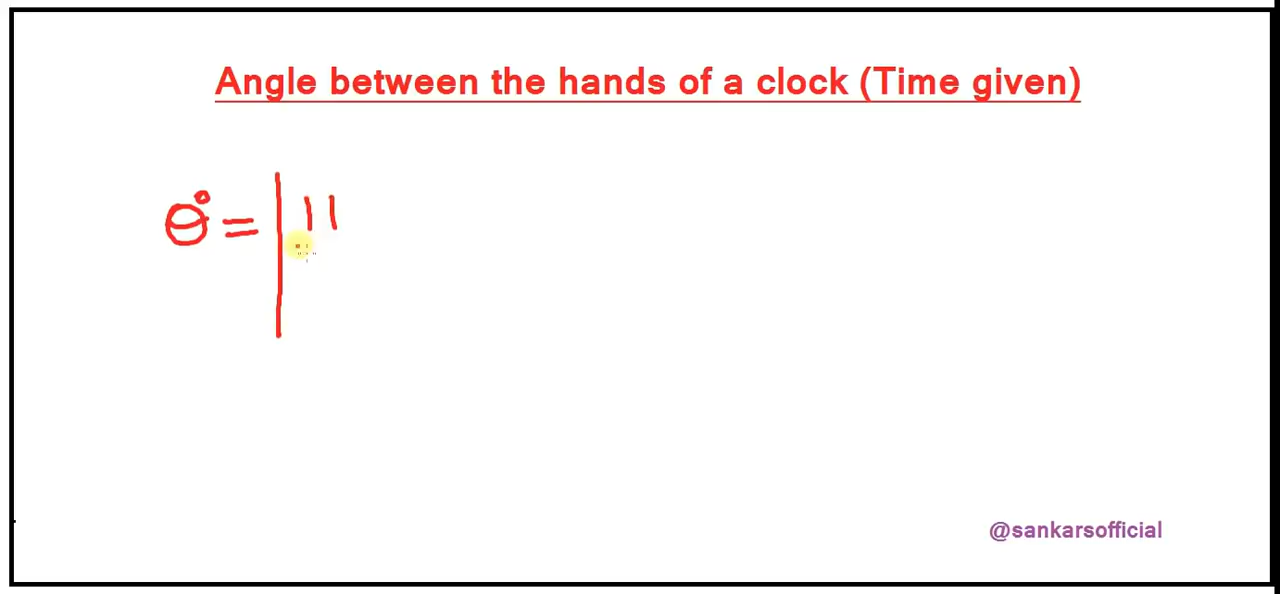 Angle between the hands of a clock (Time given)
θ° = | 11
@sankarsofficial